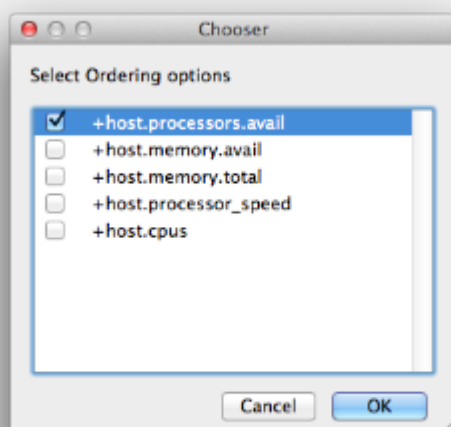 Chooser
Select Ordering options
+host.processors.avail
+host.memory.avail
+host.memory.total
+host.processor_speed
+host.cpus
Cancel OK